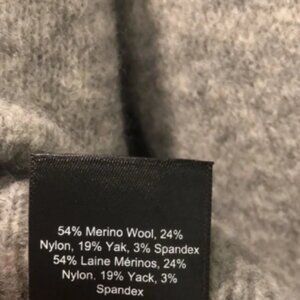 54% Merino Wool, 24%
Nylon, 19% Yak, 3% Spandex
54% Laine Mérinos, 24%
Nylon. 19% Yack, 3%
Spandex